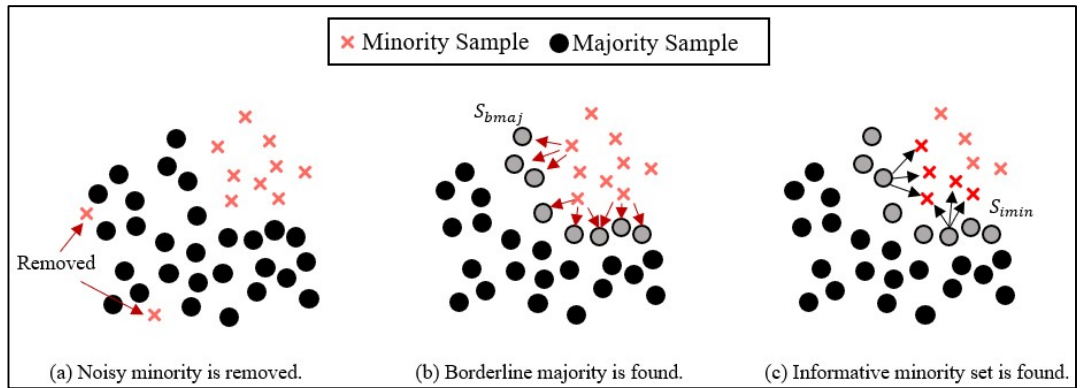 Minority Sample Majority Sample
S_bmaj
S_imin
Removed
(a) Noisy minority is removed.
(b) Borderline majority is found.
(c) Informative minority set is found.